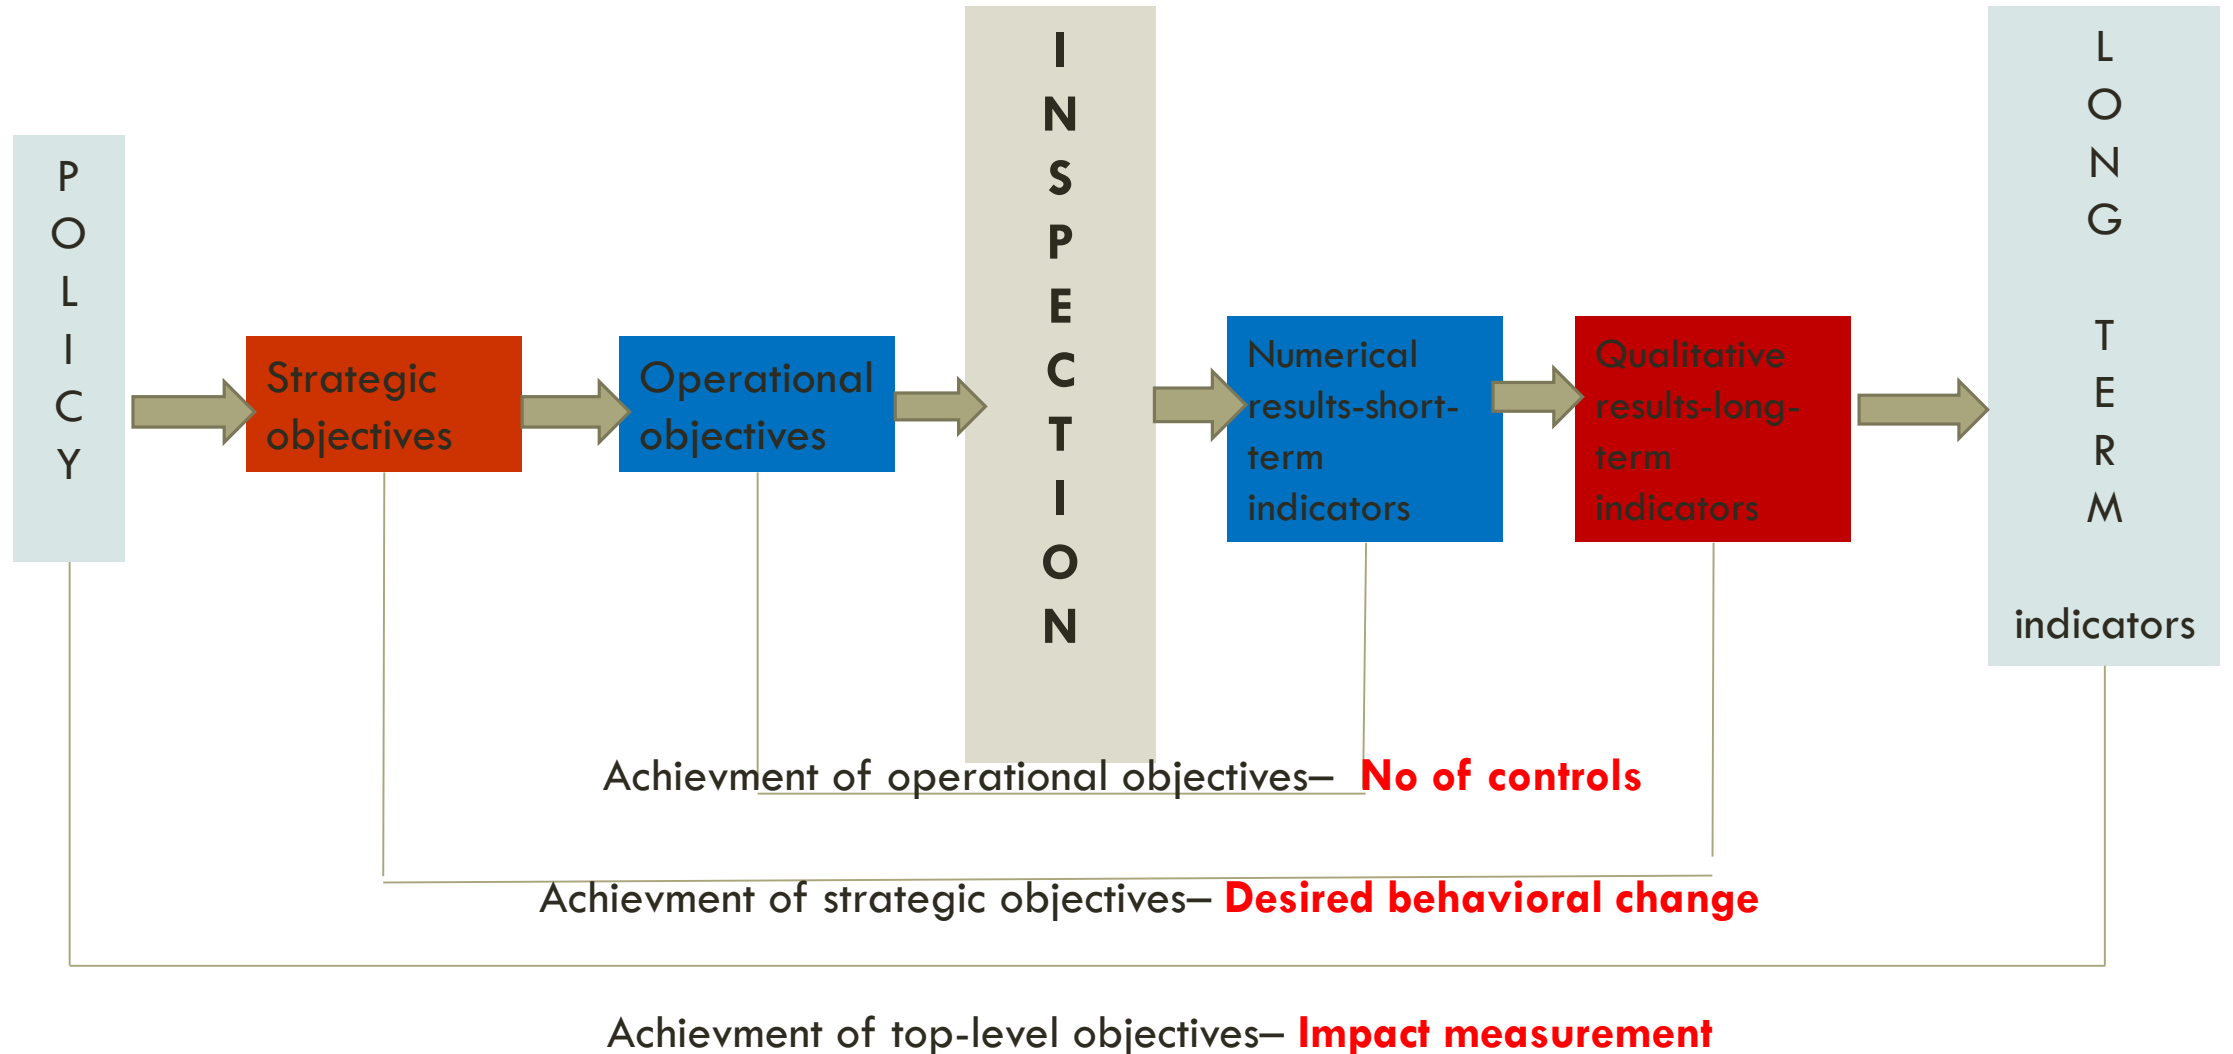 POLICY
Strategic
objectives
Operational
objectives
INSPECTION
Numerical
results-short-
term
indicators
Qualitative
results-long-
term
indicators
LONG TERM
indicators
Achievment of operational objectives– No of controls
Achievment of strategic objectives– Desired behavioral change
Achievment of top-level objectives– Impact measurement